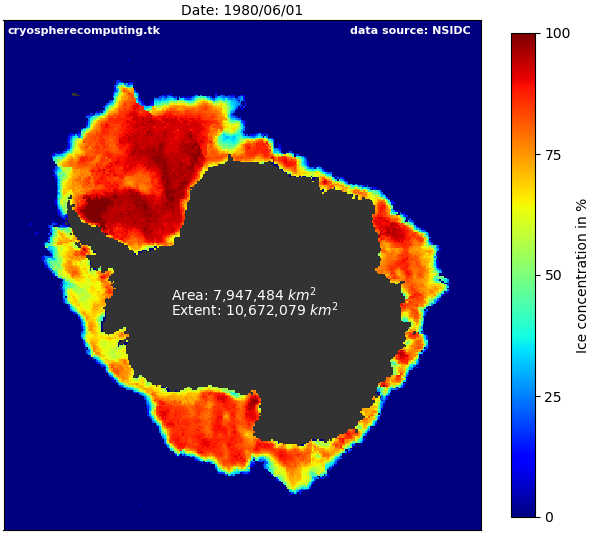 Date: 1980/06/01
cryospherecomputing.tk
data source: NSIDC
Area: 7,947,484 km²
Extent: 10,672,079 km²
100
75
50
25
0
Ice concentration in %